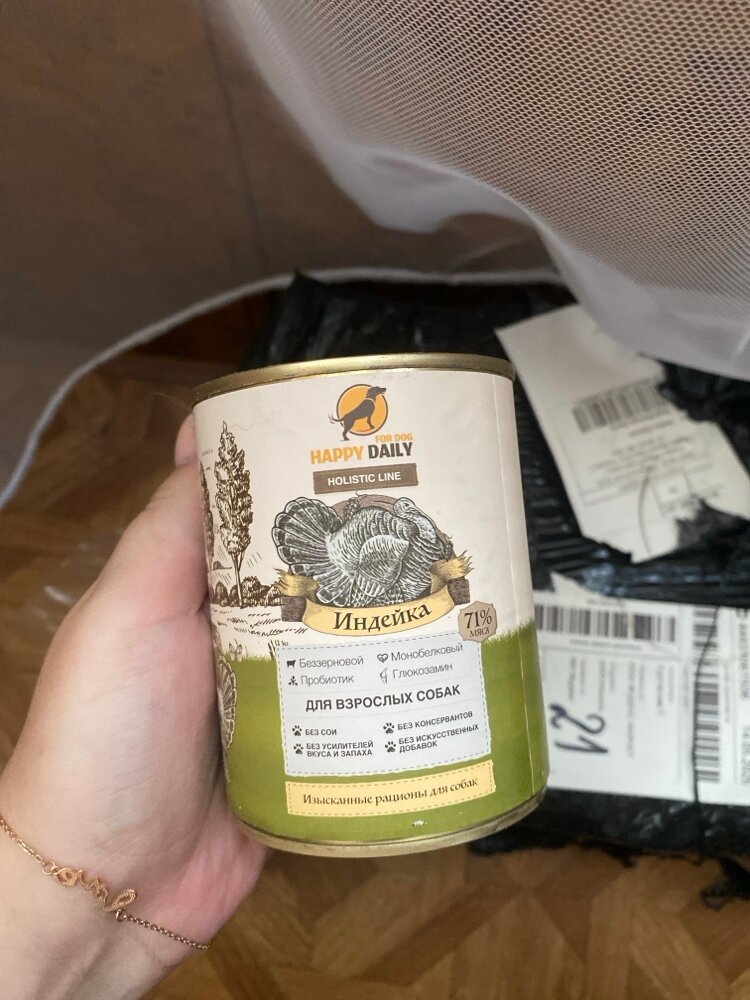 FOR DOG
HAPPY DAILY
HOLISTIC LINE
Индейка
71%
МЯСА
Беззерновой
Монобелковый
Пробиотик
Глюкозамин
ДЛЯ ВЗРОСЛЫХ СОБАК
БЕЗ СОИ
БЕЗ КОНСЕРВАНТОВ
БЕЗ УСИЛИТЕЛЕЙ
ВКУСА И ЗАПАХА
БЕЗ ИСКУССТВЕННЫХ
ДОБАВОК
Изысканные рационы для собак
21